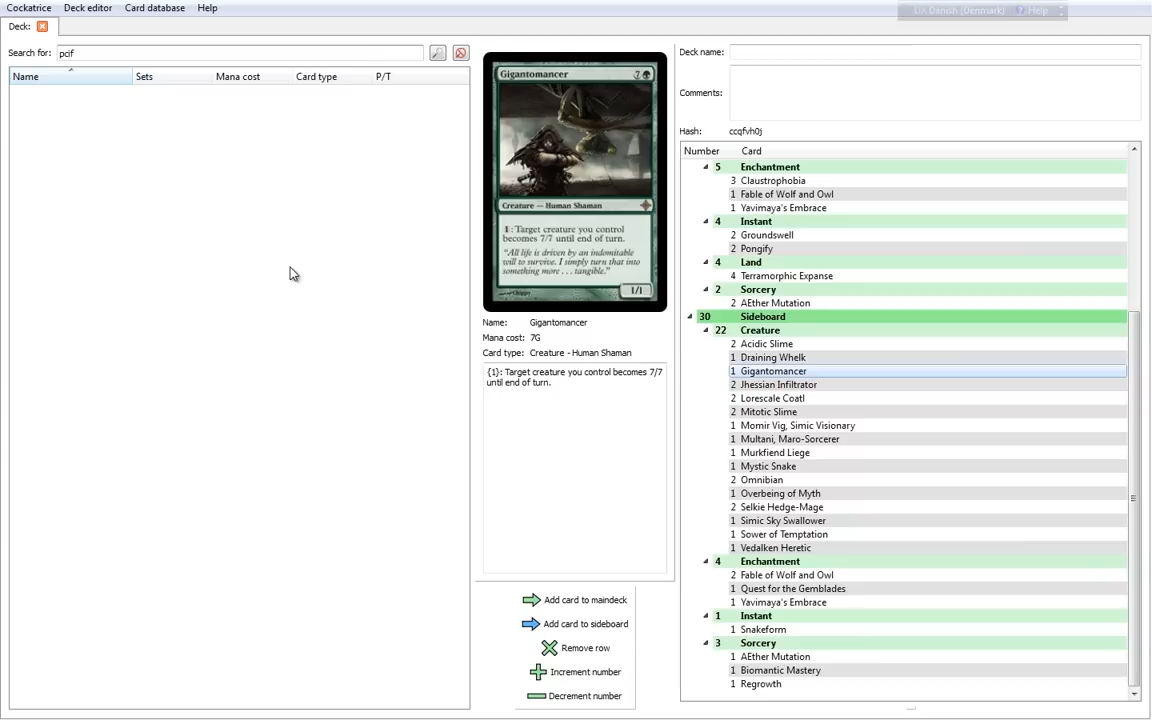 Cockatrice Deck editor Card database Help
DA Danish (Denmark) ? Help
Deck:
Search for: pcif
Name Sets Mana cost Card type P/T
Gigantomancer 7
Creature — Human Shaman
1: Target creature you control
becomes 7/7 until end of turn.
"All life is driven by an indomitable
will to survive. I simply turn that into
something more . . . tangible."
1/1
Name: Gigantomancer
Mana cost: 7G
Card type: Creature - Human Shaman
{1}: Target creature you control becomes 7/7
until end of turn.
Add card to maindeck
Add card to sideboard
Remove row
Increment number
Decrement number
Deck name:
Comments:
Hash: ccqfvh0j
Number Card
5 Enchantment
3 Claustrophobia
1 Fable of Wolf and Owl
1 Yavimaya's Embrace
4 Instant
2 Groundswell
2 Pongify
4 Land
4 Terramorphic Expanse
2 Sorcery
2 AEther Mutation
30 Sideboard
22 Creature
2 Acidic Slime
1 Draining Whelk
1 Gigantomancer
2 Jhessian Infiltrator
2 Lorescale Coatl
2 Mitotic Slime
1 Momir Vig, Simic Visionary
1 Multani, Maro-Sorcerer
1 Murkfiend Liege
1 Mystic Snake
2 Omnibian
1 Overbeing of Myth
2 Selkie Hedge-Mage
1 Simic Sky Swallower
1 Sower of Temptation
1 Vedalken Heretic
4 Enchantment
2 Fable of Wolf and Owl
1 Quest for the Gemblades
1 Yavimaya's Embrace
1 Instant
1 Snakeform
3 Sorcery
1 AEther Mutation
1 Biomantic Mastery
1 Regrowth